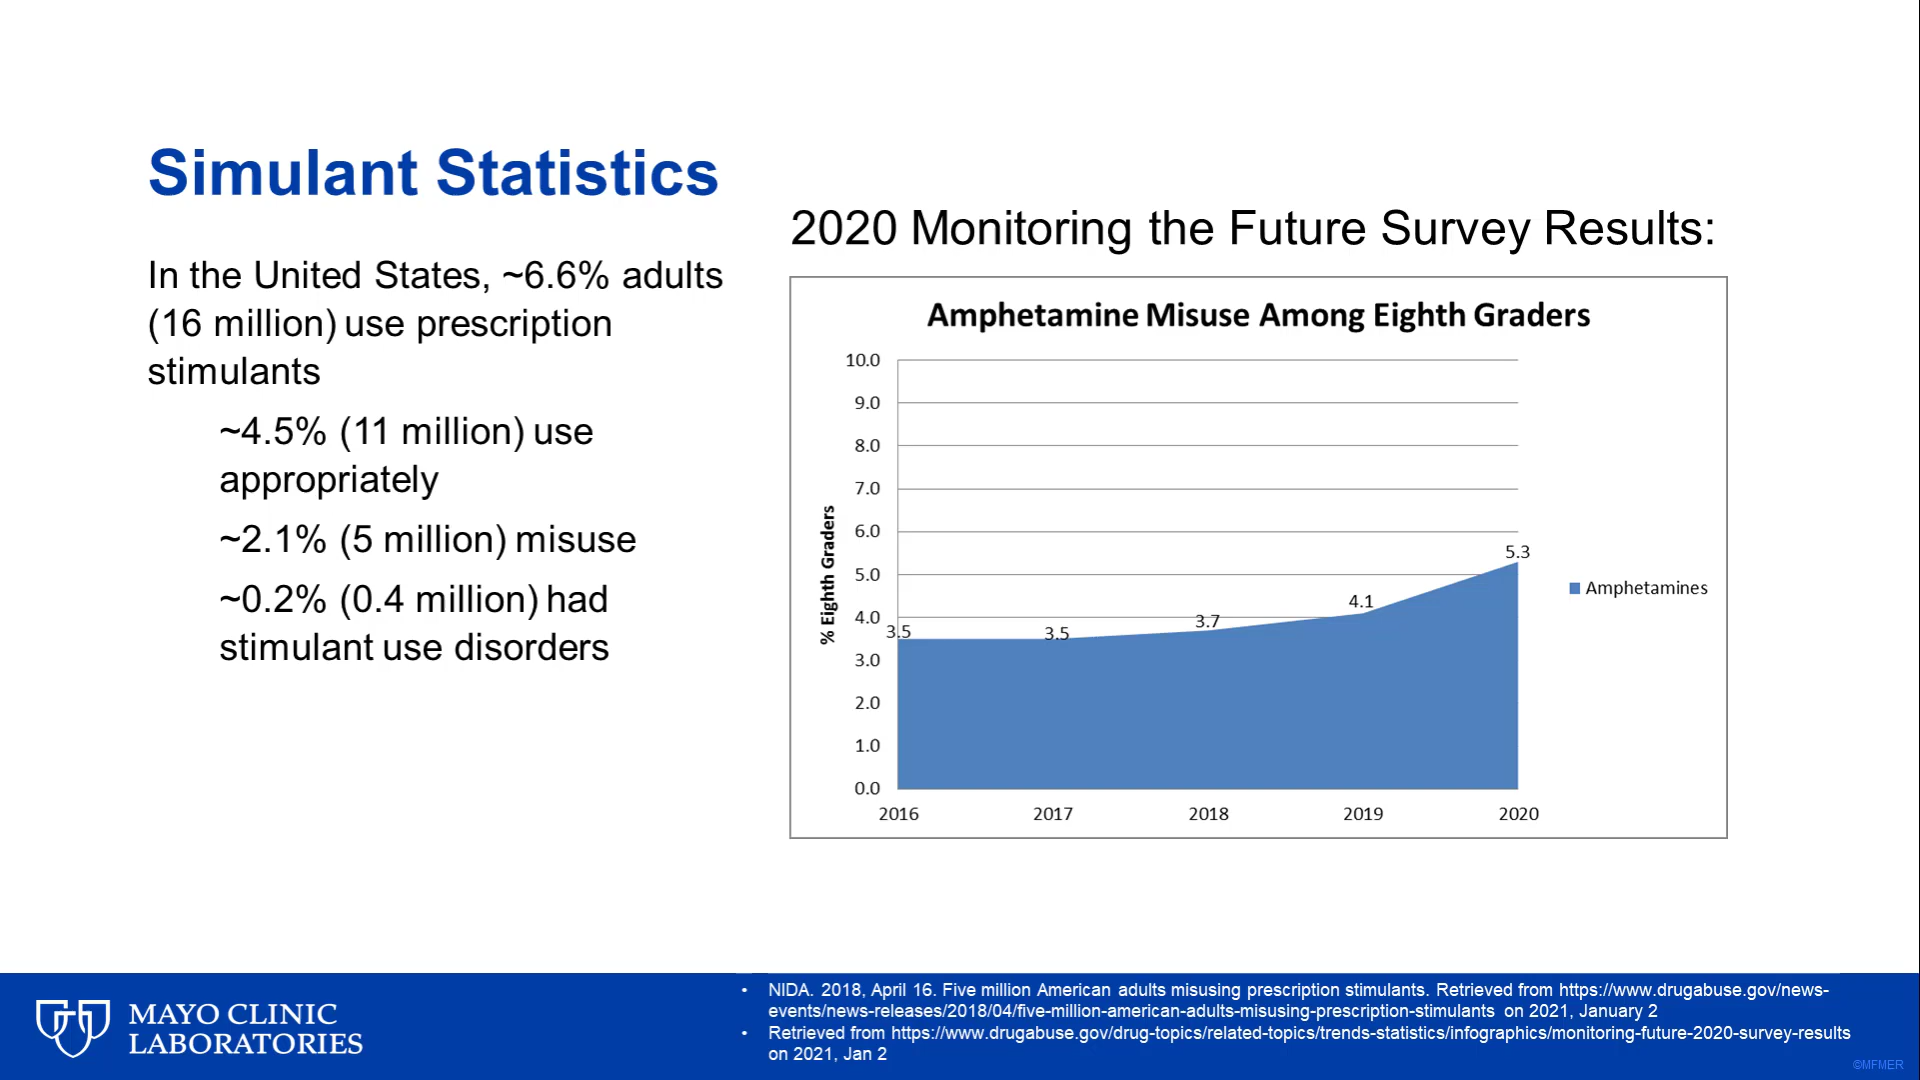 Simulant Statistics
In the United States, ~6.6% adults
(16 million) use prescription
stimulants
~4.5% (11 million) use
appropriately
~2.1% (5 million) misuse
~0.2% (0.4 million) had
stimulant use disorders
2020 Monitoring the Future Survey Results:
Amphetamine Misuse Among Eighth Graders
% Eighth Graders
10.0
9.0
8.0
7.0
6.0
5.0
4.0
3.0
2.0
1.0
0.0
3.5
3.5
3.7
4.1
5.3
2016
2017
2018
2019
2020
Amphetamines
MAYO CLINIC
LABORATORIES
• NIDA. 2018, April 16. Five million American adults misusing prescription stimulants. Retrieved from https://www.drugabuse.gov/news-
events/news-releases/2018/04/five-million-american-adults-misusing-prescription-stimulants on 2021, January 2
• Retrieved from https://www.drugabuse.gov/drug-topics/related-topics/trends-statistics/infographics/monitoring-future-2020-survey-results
on 2021, Jan 2
©MFMER